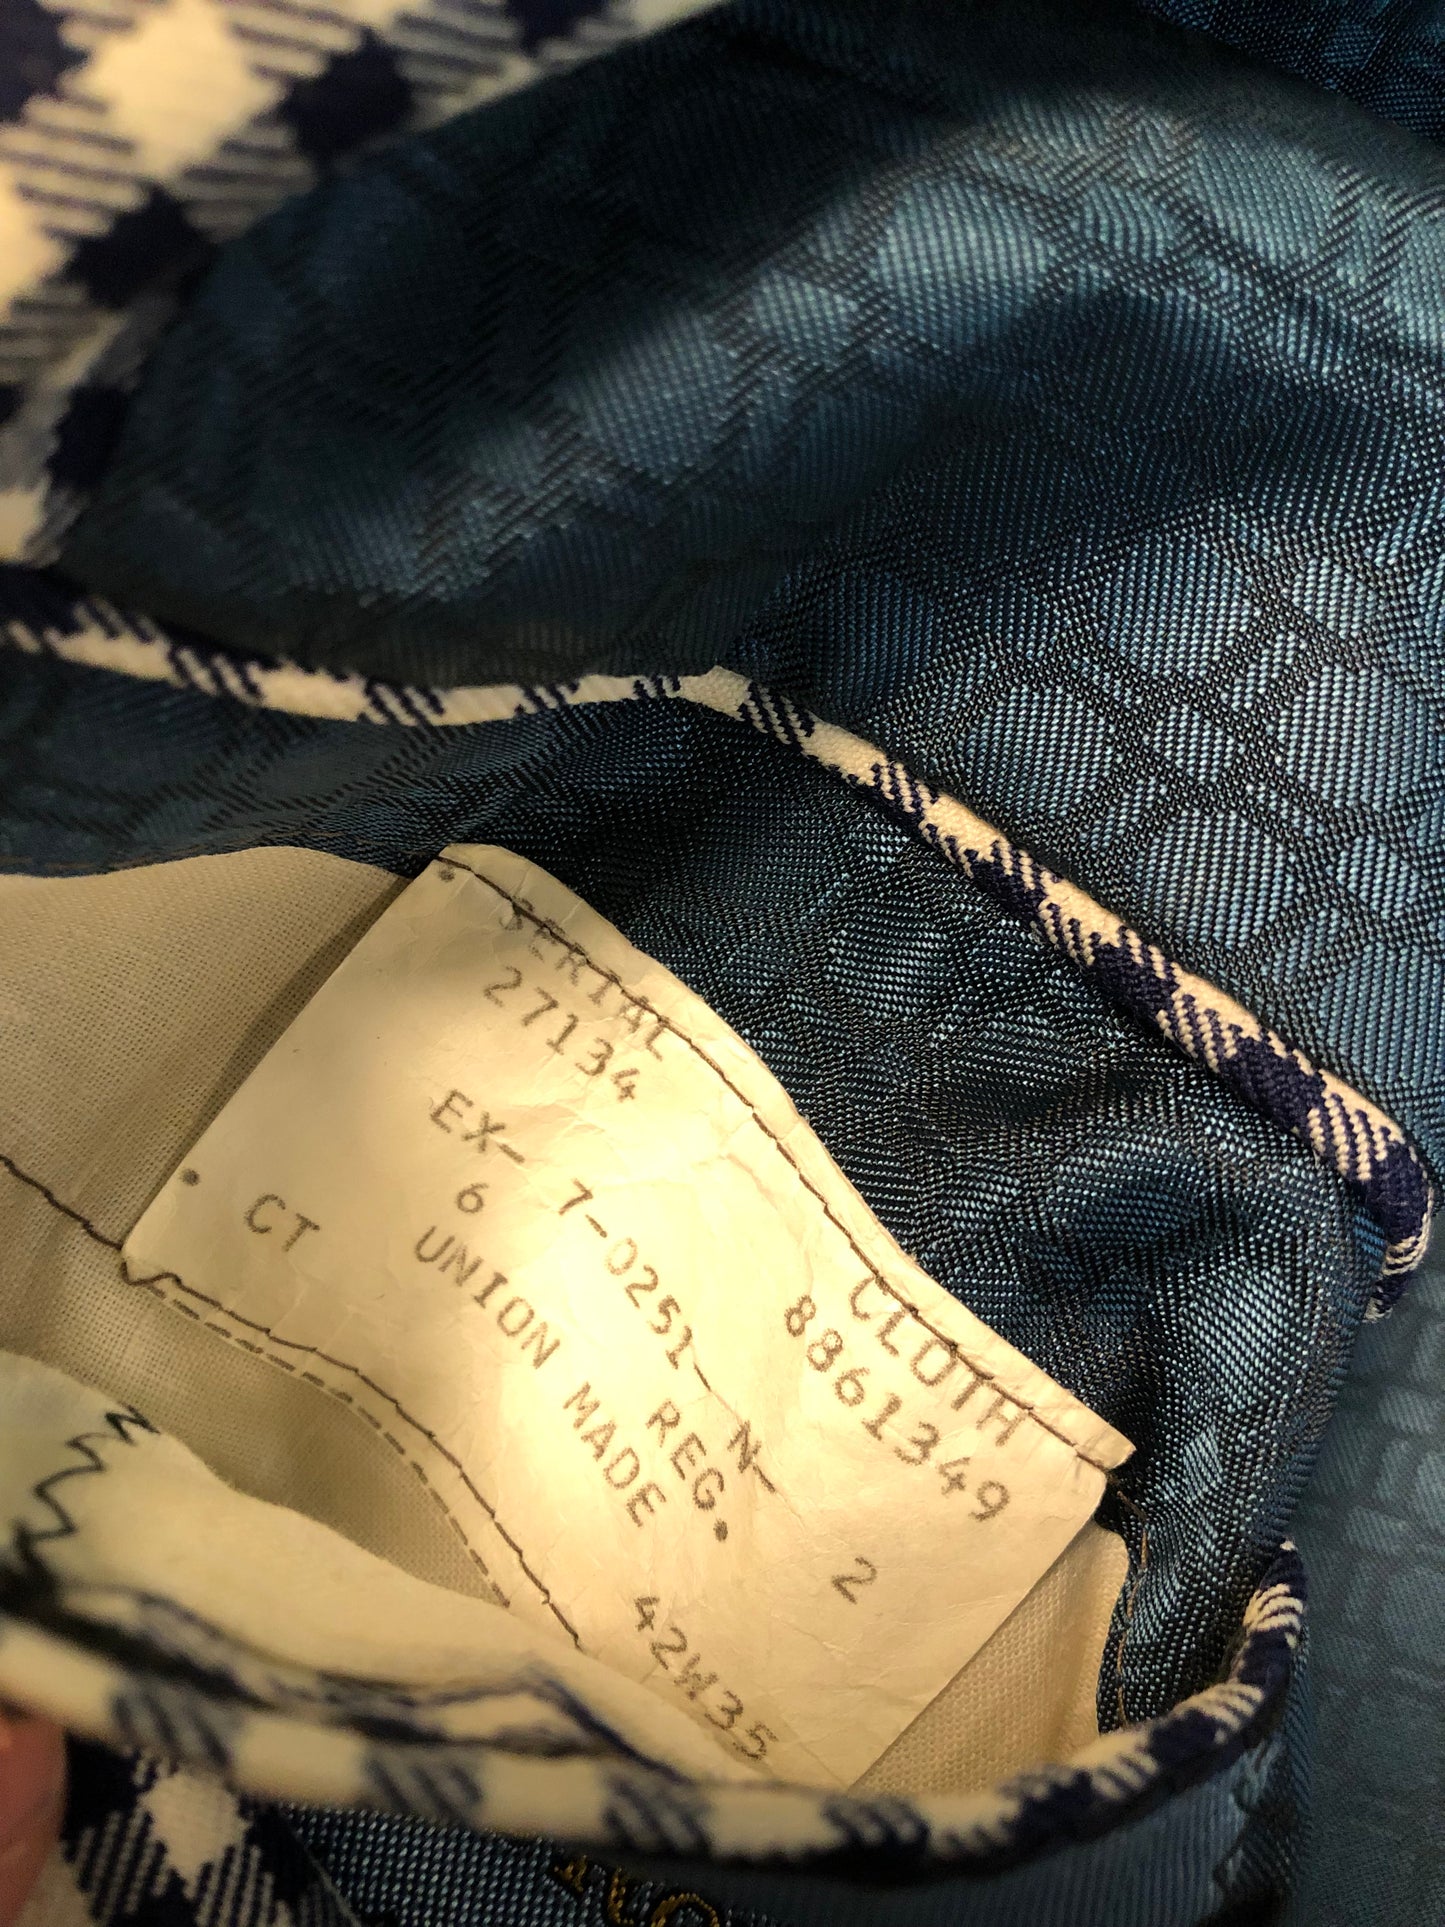 SERIAL CLOTH
27134 8861349
EX- 7-0251 N
6 REG. 2
CT UNION MADE 42W35